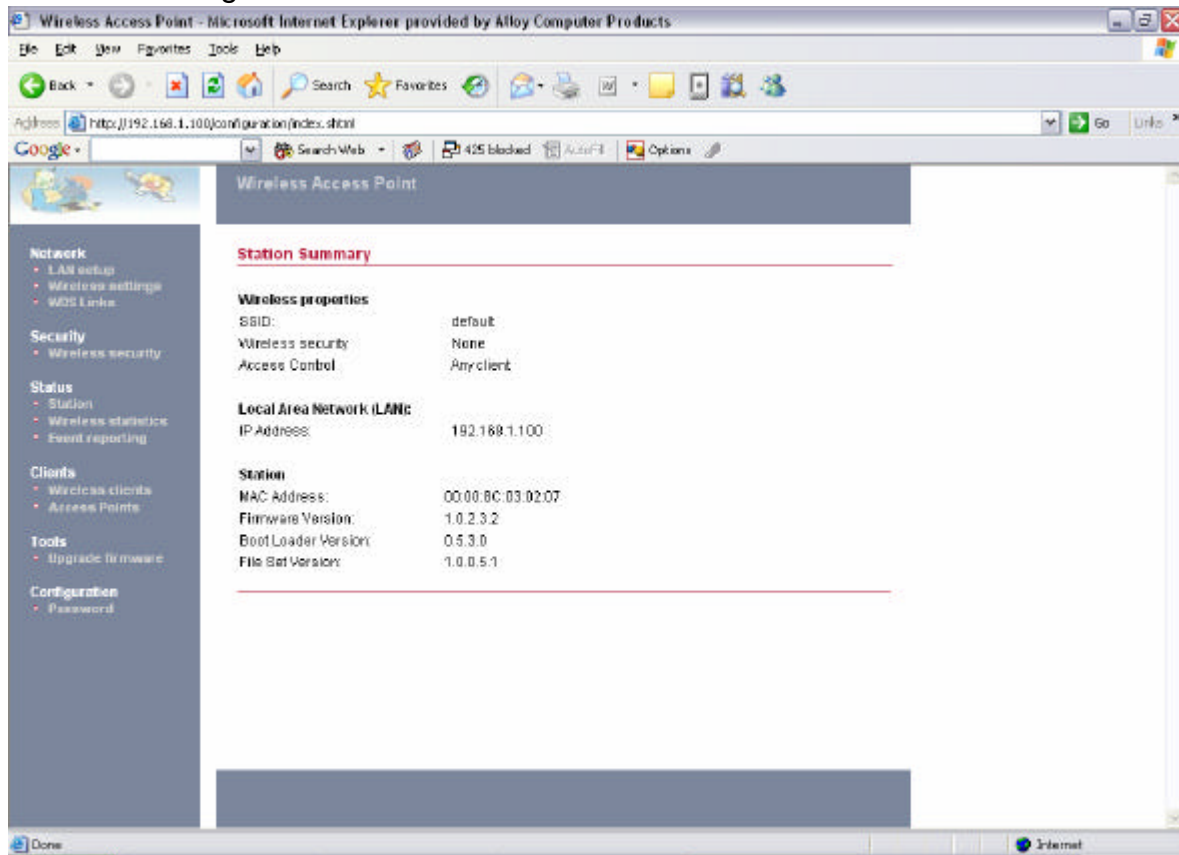 Wireless Access Point - Microsoft Internet Explorer provided by Alloy Computer Products
File Edit View Favorites Tools Help
Back Search Favorites
Address http://192.168.1.100/configuration/index.shtml Go Links »
Google Search Web 425 blocked AutoFill Options
Wireless Access Point
Network
LAN setup
Wireless settings
WDS Links
Security
Wireless security
Status
Station
Wireless statistics
Event reporting
Clients
Wireless clients
Access Points
Tools
Upgrade firmware
Configuration
Password
Station Summary
Wireless properties
SSID: default
Wireless security None
Access Control Any client
Local Area Network (LAN):
IP Address: 192.168.1.100
Station
MAC Address: 00:00:8C:03:02:07
Firmware Version: 1.0.2.3.2
Boot Loader Version: 0.5.3.0
File Set Version: 1.0.0.5.1
Done Internet